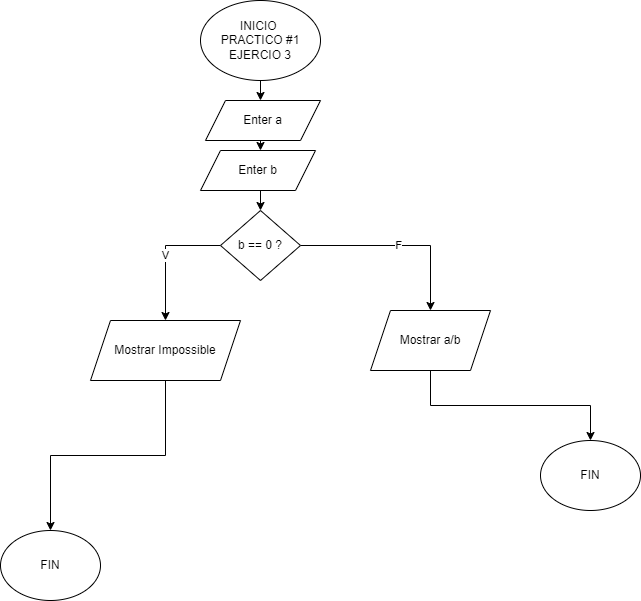 INICIO
PRACTICO #1
EJERCIO 3
Enter a
Enter b
b == 0 ?
V
F
Mostrar Impossible
Mostrar a/b
FIN
FIN